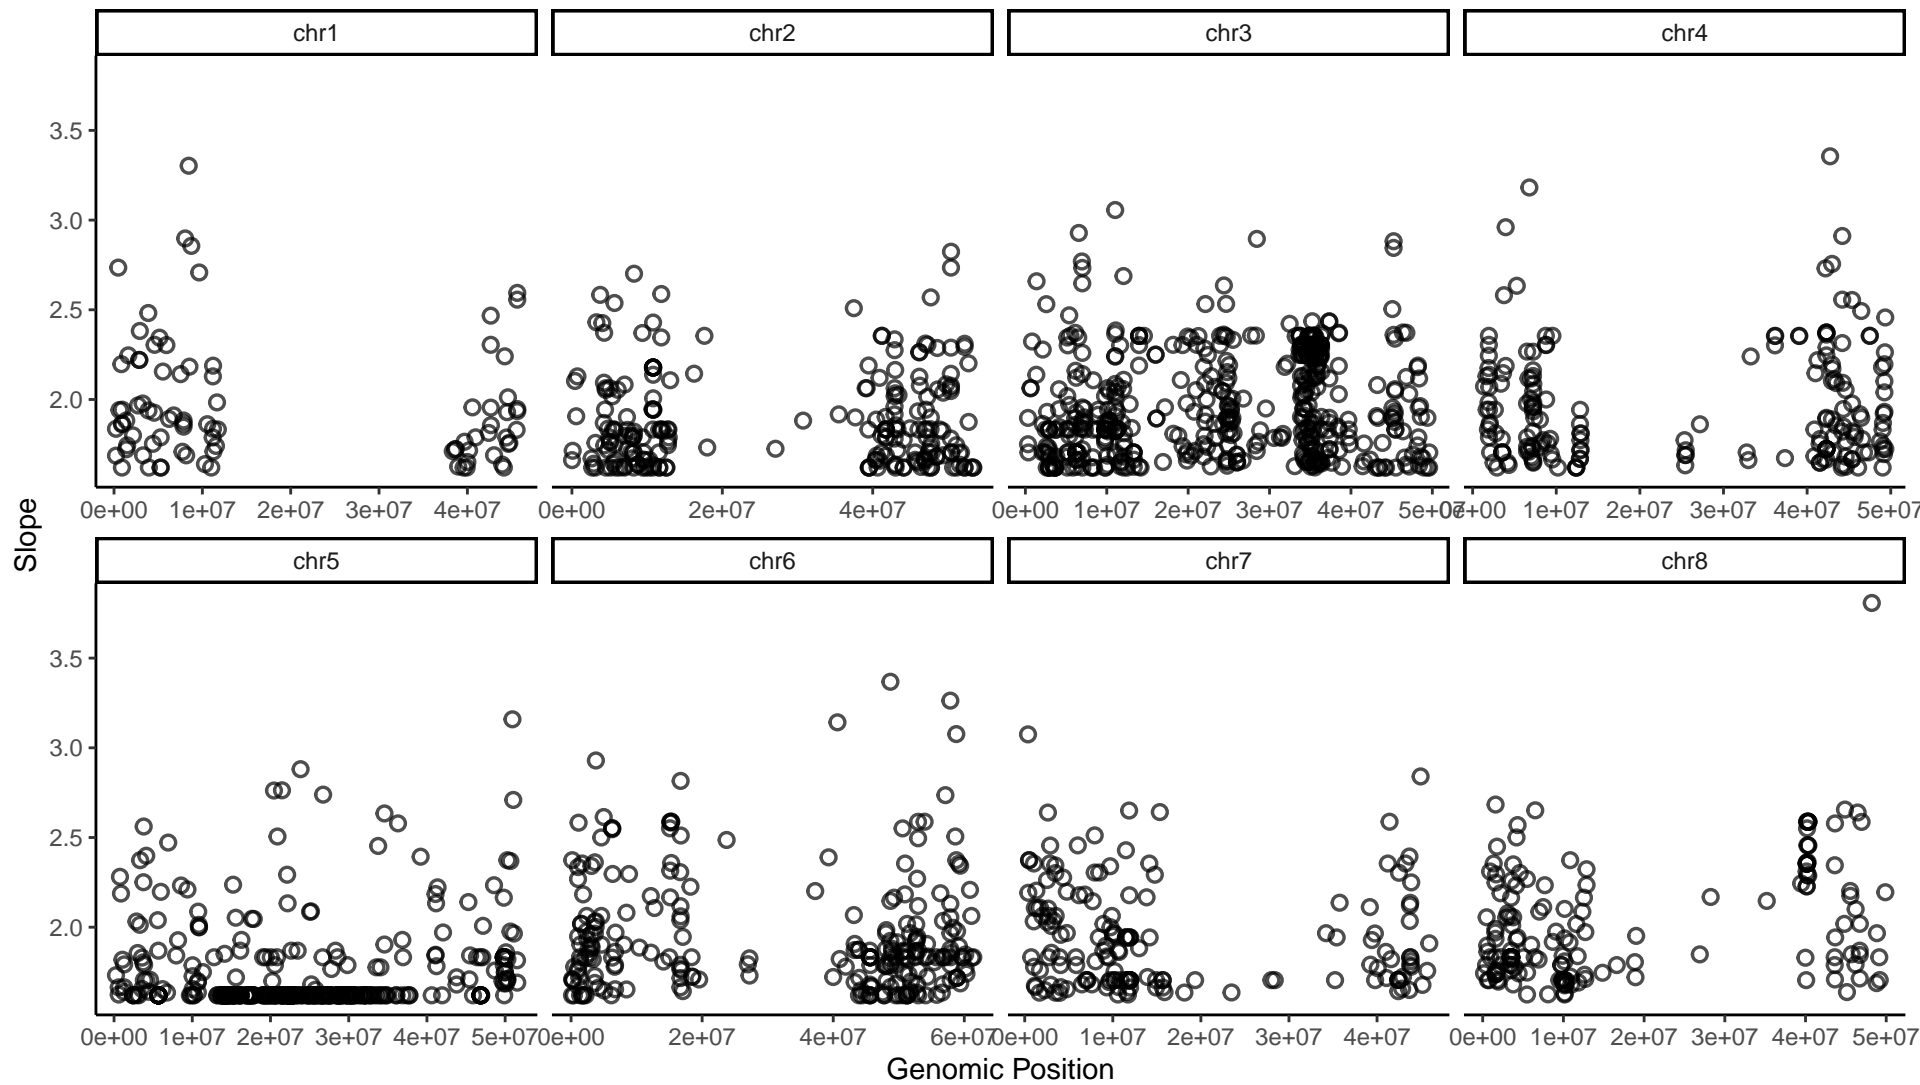 chr1 chr2 chr3 chr4
3.5
3.0
2.5
2.0
0e+00 1e+07 2e+07 3e+07 4e+07 0e+00 2e+07 4e+07 0e+00 1e+07 2e+07 3e+07 4e+07 5e+07 0e+00 1e+07 2e+07 3e+07 4e+07 5e+07
Slope
chr5 chr6 chr7 chr8
3.5
3.0
2.5
2.0
0e+00 1e+07 2e+07 3e+07 4e+07 5e+07 0e+00 2e+07 4e+07 6e+07 0e+00 1e+07 2e+07 3e+07 4e+07 0e+00 1e+07 2e+07 3e+07 4e+07 5e+07
Genomic Position